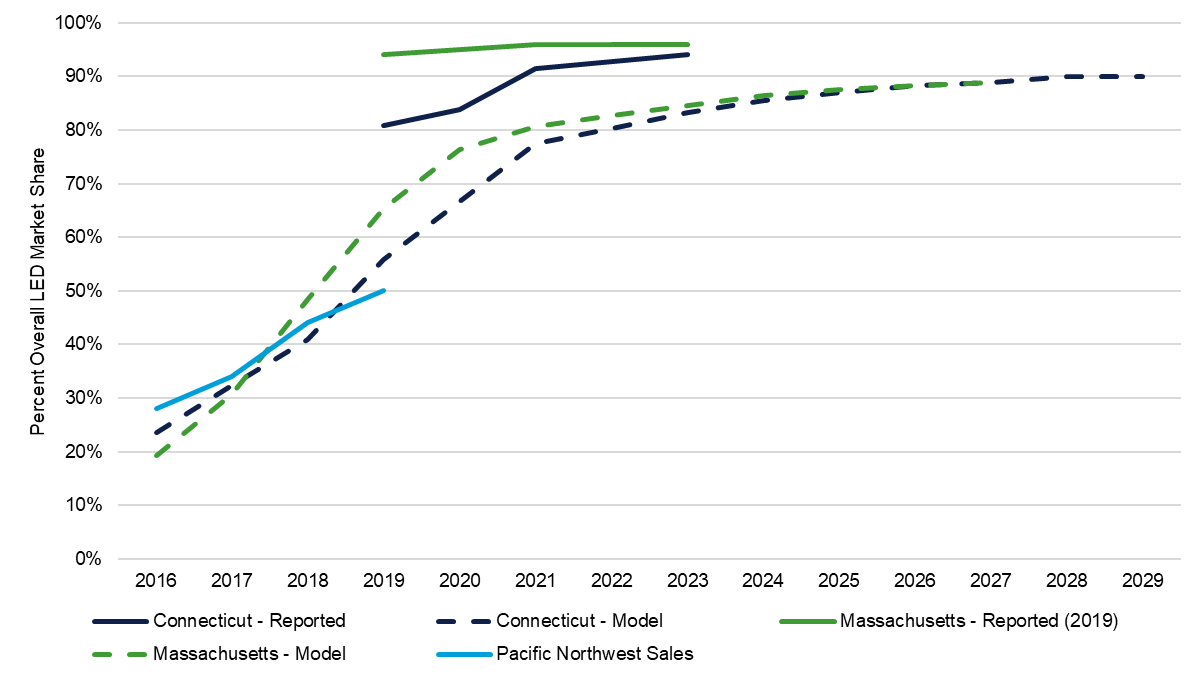 Percent Overall LED Market Share
100%
90%
80%
70%
60%
50%
40%
30%
20%
10%
0%
2016 2017 2018 2019 2020 2021 2022 2023 2024 2025 2026 2027 2028 2029
Connecticut - Reported Connecticut - Model Massachusetts - Reported (2019)
Massachusetts - Model Pacific Northwest Sales